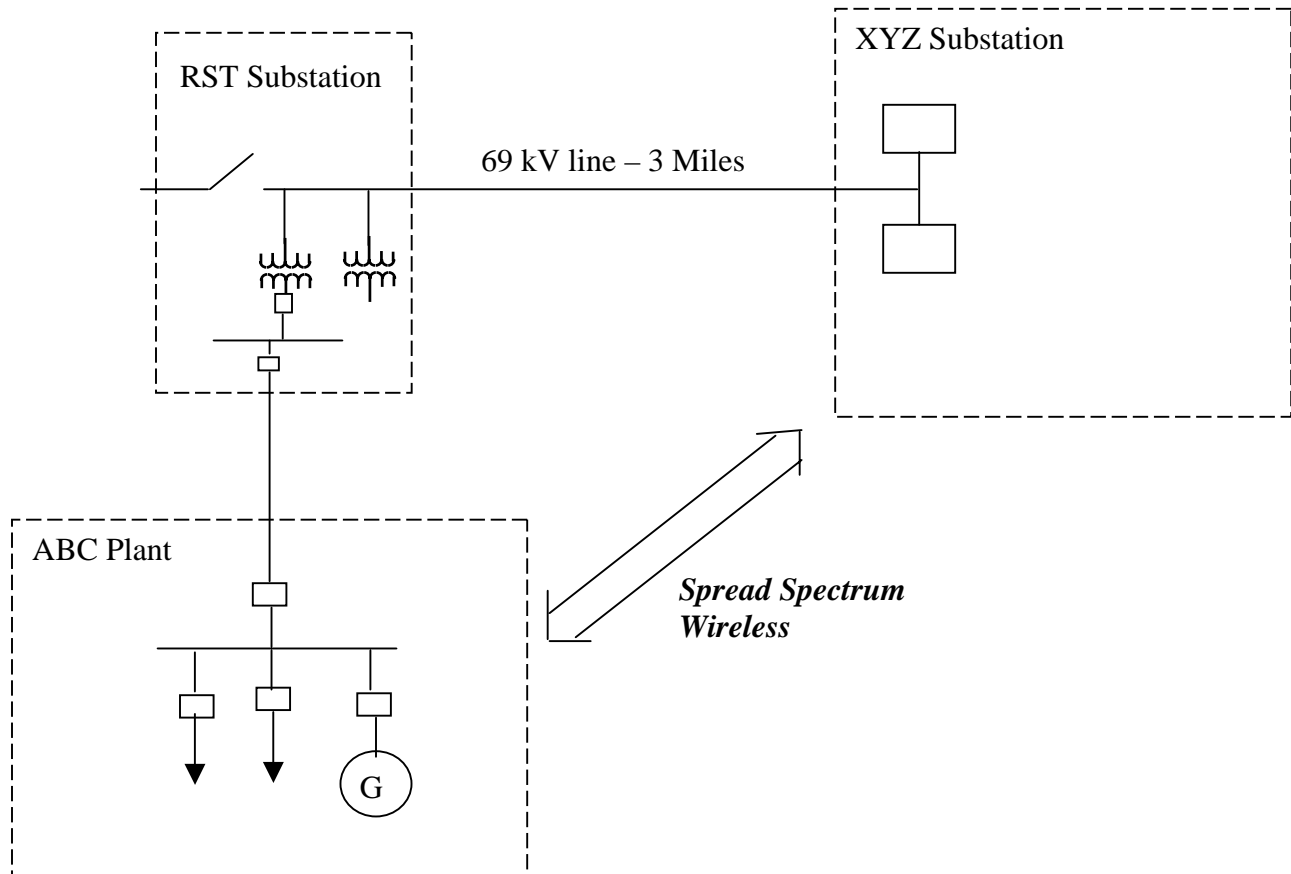 XYZ Substation
RST Substation
69 kV line – 3 Miles
ABC Plant
Spread Spectrum
Wireless
G